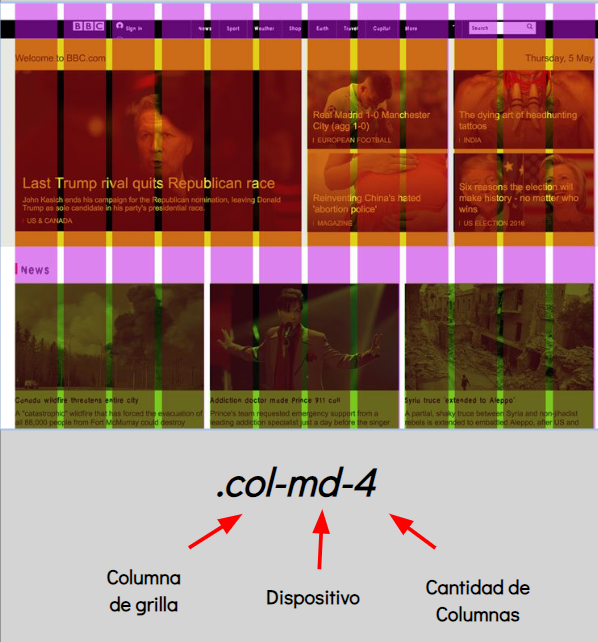 BBC Sign in News Sport Weather Shop Earth Travel Capital More Search
Welcome to BBC.com Thursday, 5 May
Real Madrid 1-0 Manchester
City (agg 1-0)
EUROPEAN FOOTBALL
The dying art of headhunting
tattoos
INDIA
Last Trump rival quits Republican race
John Kasich ends his campaign for the Republican nomination, leaving Donald
Trump as sole candidate in his party's presidential race.
US & CANADA
Reinventing China's hated
'abortion police'
MAGAZINE
Six reasons the election will
make history - no matter who
wins
US ELECTION 2016
News
Canada wildfire threatens entire city
A "catastrophic" wildfire that has forced the evacuation of
all 88,000 people from Fort McMurray could destroy
Addiction doctor made Prince 911 call
Prince's team requested emergency support from a
leading addiction specialist just a day before the singer
Syria truce 'extended to Aleppo'
A partial, shaky truce between Syria and non-jihadist
rebels is extended to embattled Aleppo, after US and
.col-md-4
Columna
de grilla
Dispositivo
Cantidad de
Columnas